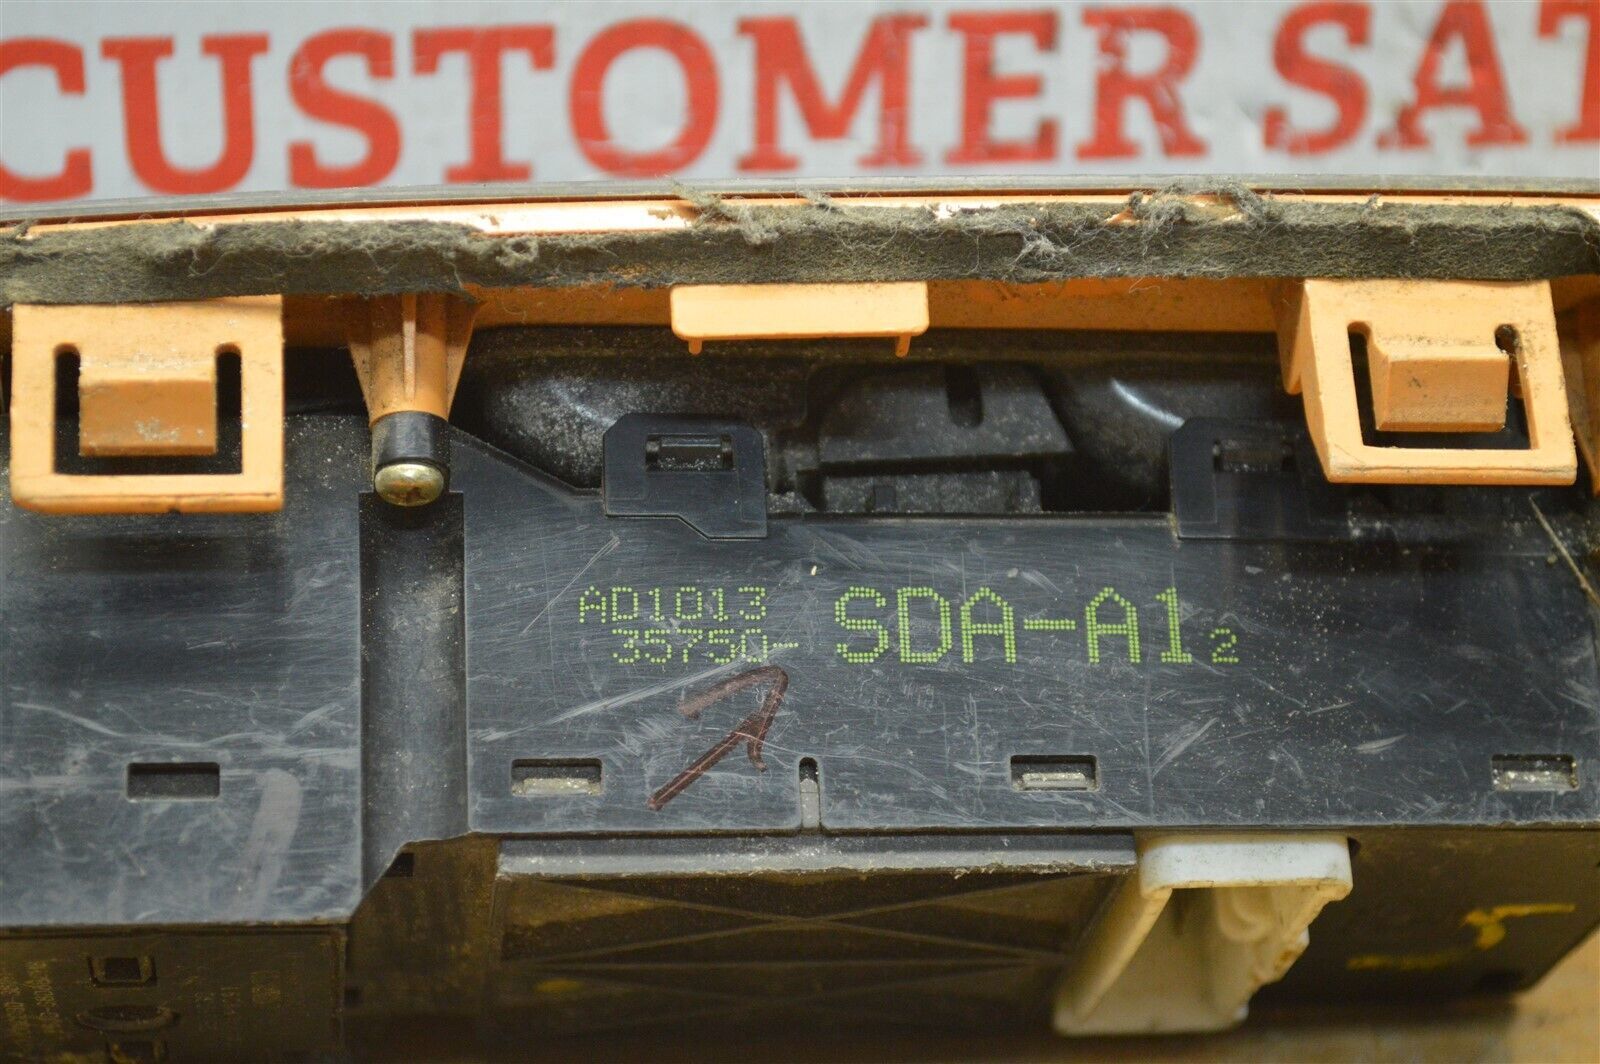 CUSTOMER SAT
AD1013
35750- SDA-A12